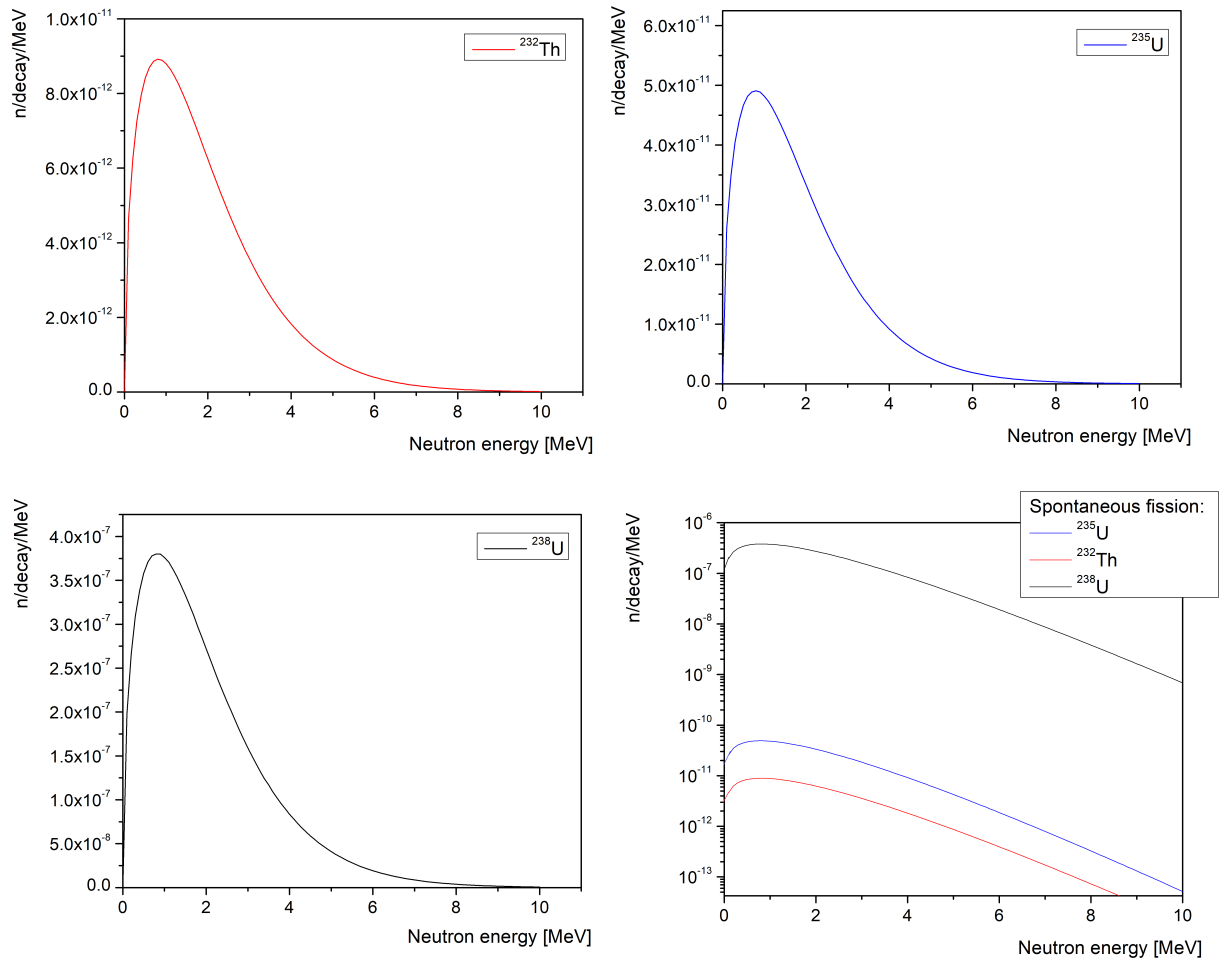 n/decay/MeV
1.0x10⁻¹¹
8.0x10⁻¹²
6.0x10⁻¹²
4.0x10⁻¹²
2.0x10⁻¹²
0.0
²³²Th
0 2 4 6 8 10
Neutron energy [MeV]
n/decay/MeV
6.0x10⁻¹¹
5.0x10⁻¹¹
4.0x10⁻¹¹
3.0x10⁻¹¹
2.0x10⁻¹¹
1.0x10⁻¹¹
0.0
²³⁵U
0 2 4 6 8 10
Neutron energy [MeV]
n/decay/MeV
4.0x10⁻⁷
3.5x10⁻⁷
3.0x10⁻⁷
2.5x10⁻⁷
2.0x10⁻⁷
1.5x10⁻⁷
1.0x10⁻⁷
5.0x10⁻⁸
0.0
²³⁸U
0 2 4 6 8 10
Neutron energy [MeV]
n/decay/MeV
10⁻⁶
10⁻⁷
10⁻⁸
10⁻⁹
10⁻¹⁰
10⁻¹¹
10⁻¹²
10⁻¹³
Spontaneous fission:
²³⁵U
²³²Th
²³⁸U
0 2 4 6 8 10
Neutron energy [MeV]